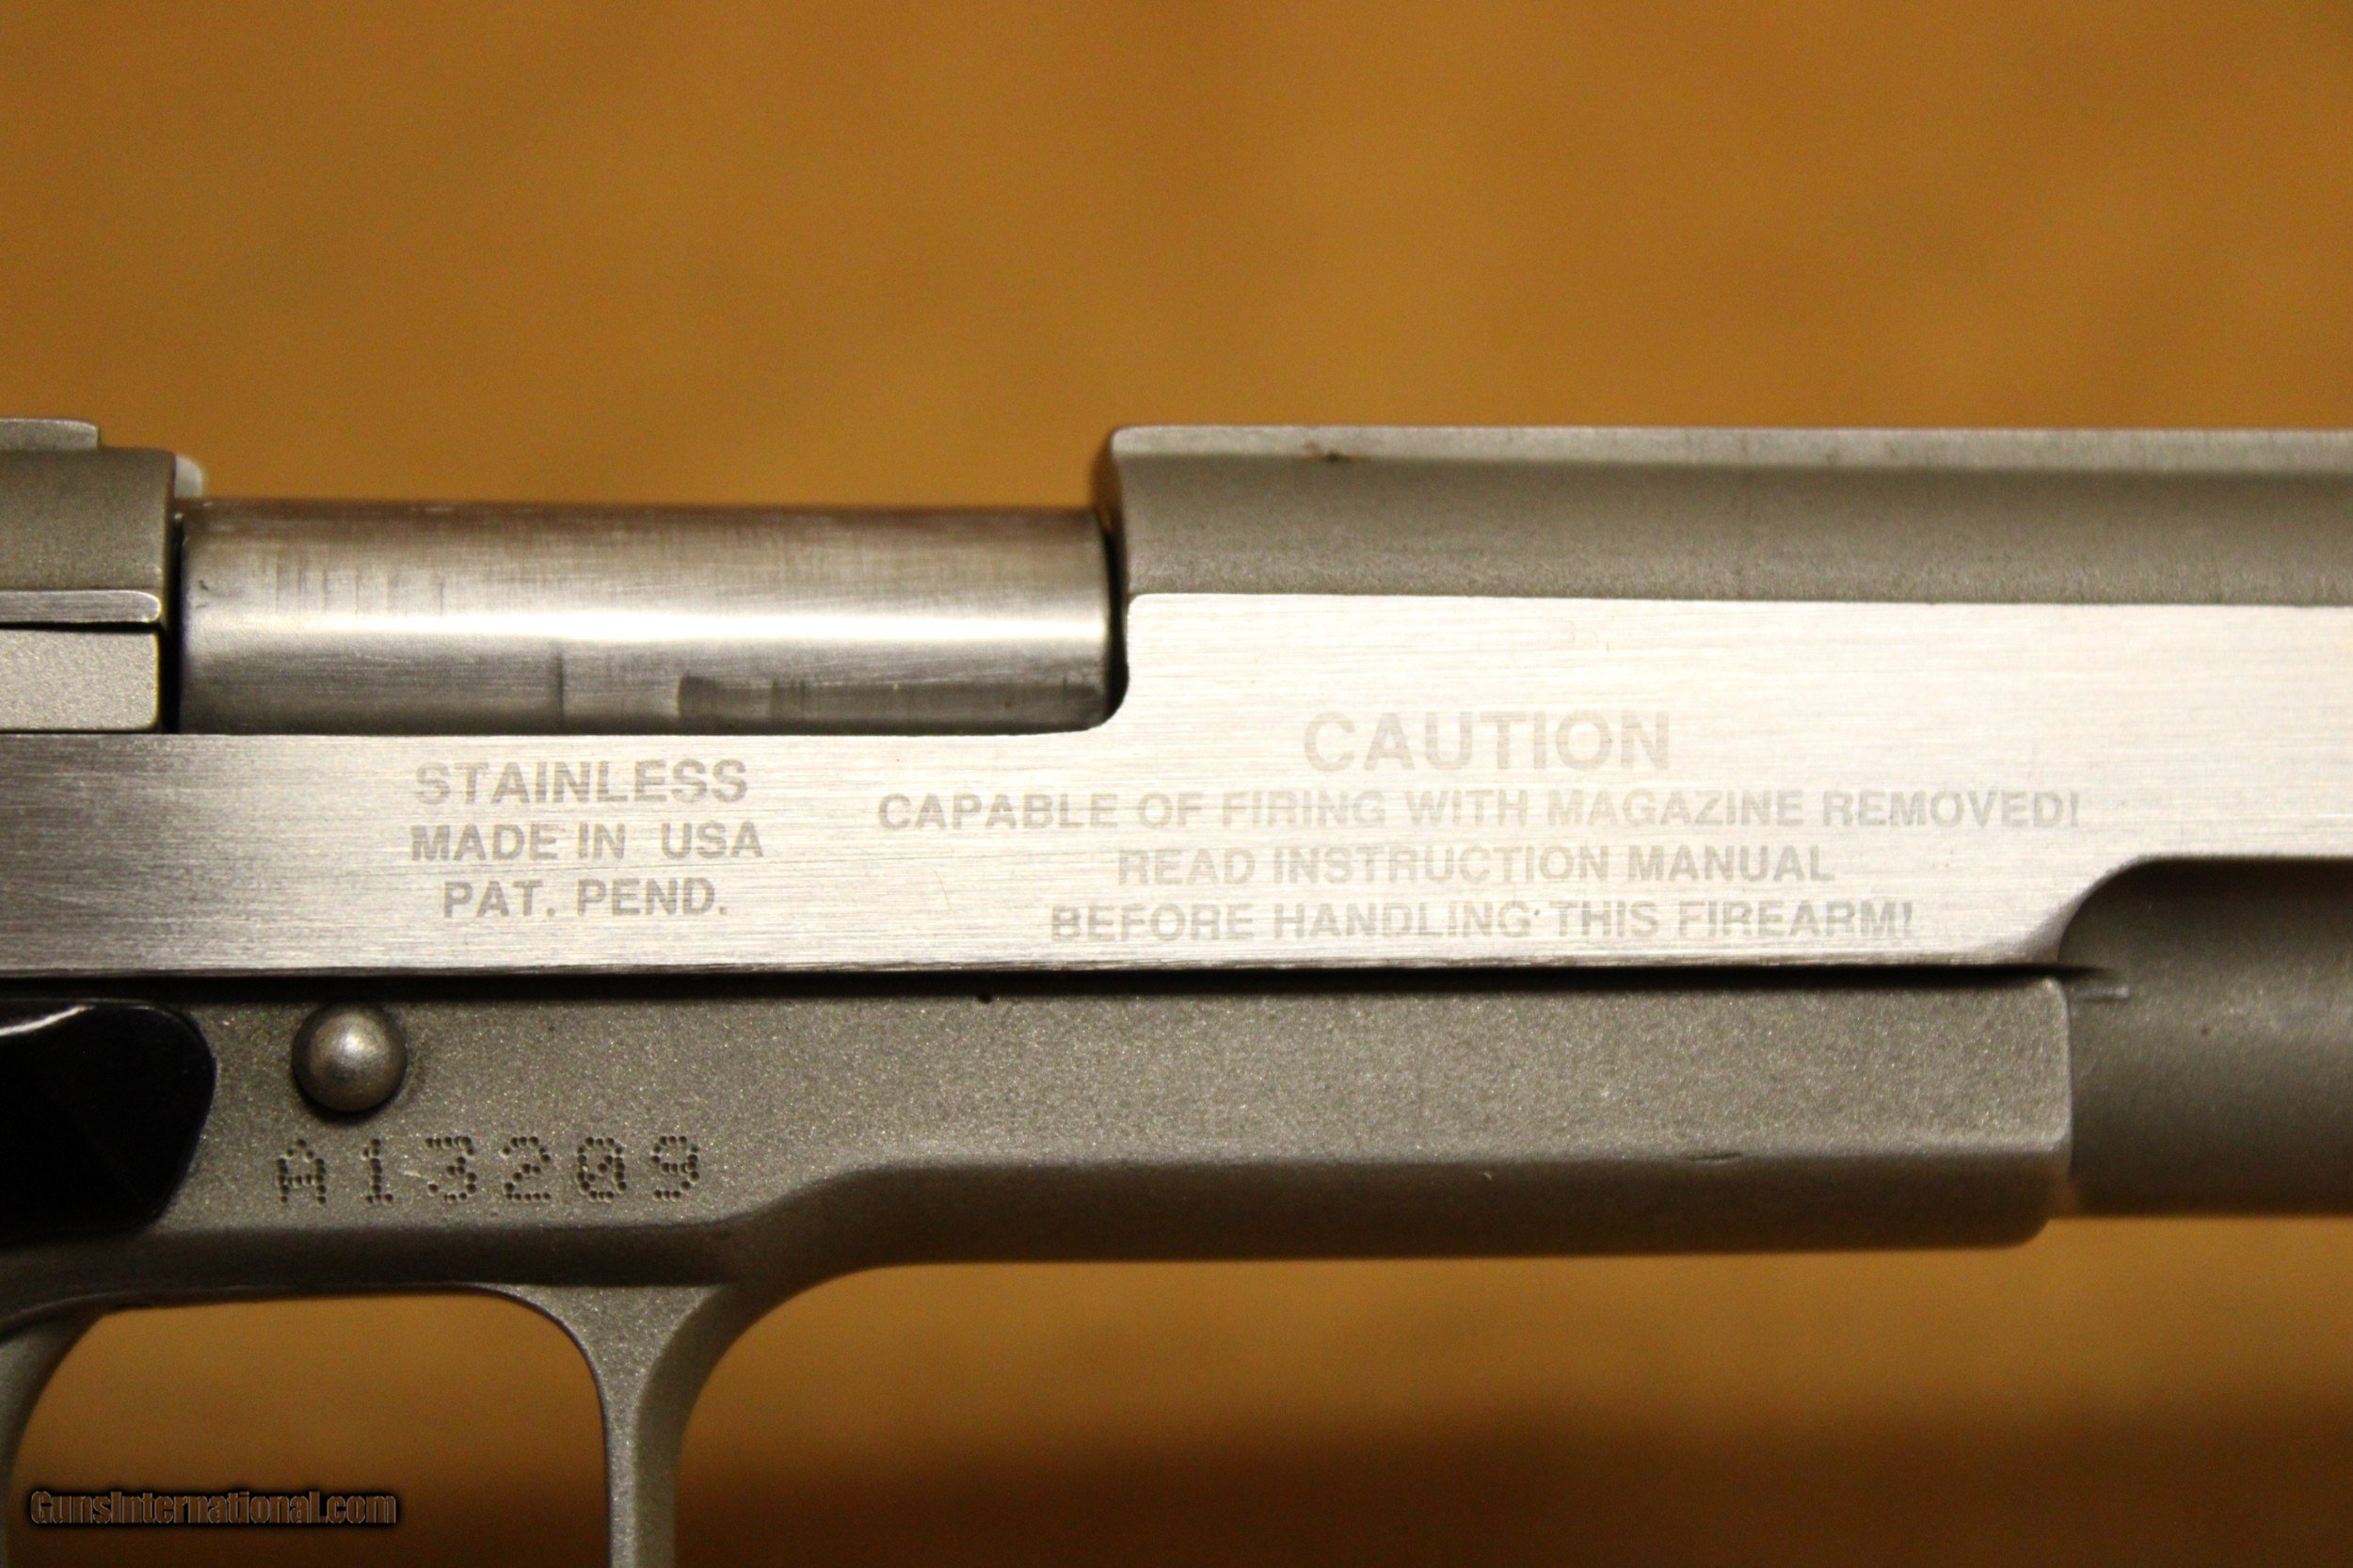 STAINLESS
MADE IN USA
PAT. PEND.
CAUTION
CAPABLE OF FIRING WITH MAGAZINE REMOVED!
READ INSTRUCTION MANUAL
BEFORE HANDLING THIS FIREARM!
A13209
GunsInternational.com